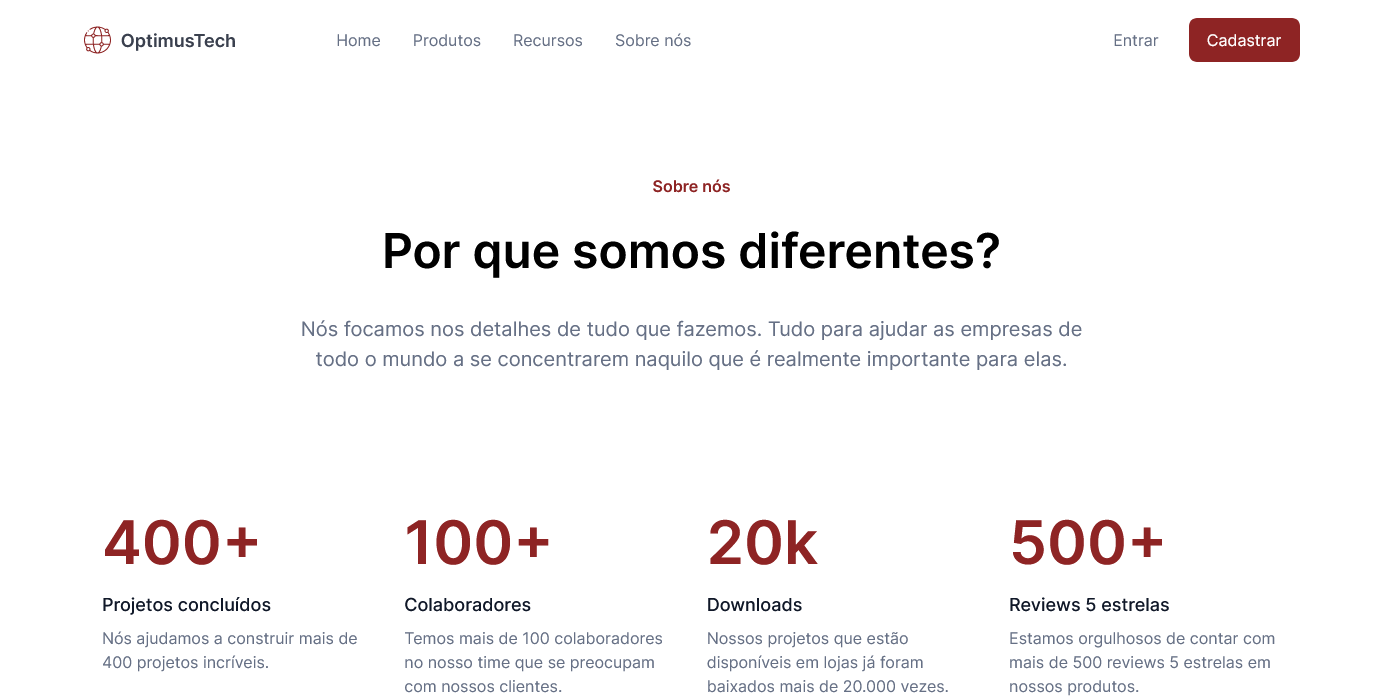 OptimusTech
Home
Produtos
Recursos
Sobre nós
Entrar
Cadastrar
Sobre nós
Por que somos diferentes?
Nós focamos nos detalhes de tudo que fazemos. Tudo para ajudar as empresas de
todo o mundo a se concentrarem naquilo que é realmente importante para elas.
400+
Projetos concluídos
Nós ajudamos a construir mais de
400 projetos incríveis.
100+
Colaboradores
Temos mais de 100 colaboradores
no nosso time que se preocupam
com nossos clientes.
20k
Downloads
Nossos projetos que estão
disponíveis em lojas já foram
baixados mais de 20.000 vezes.
500+
Reviews 5 estrelas
Estamos orgulhosos de contar com
mais de 500 reviews 5 estrelas em
nossos produtos.